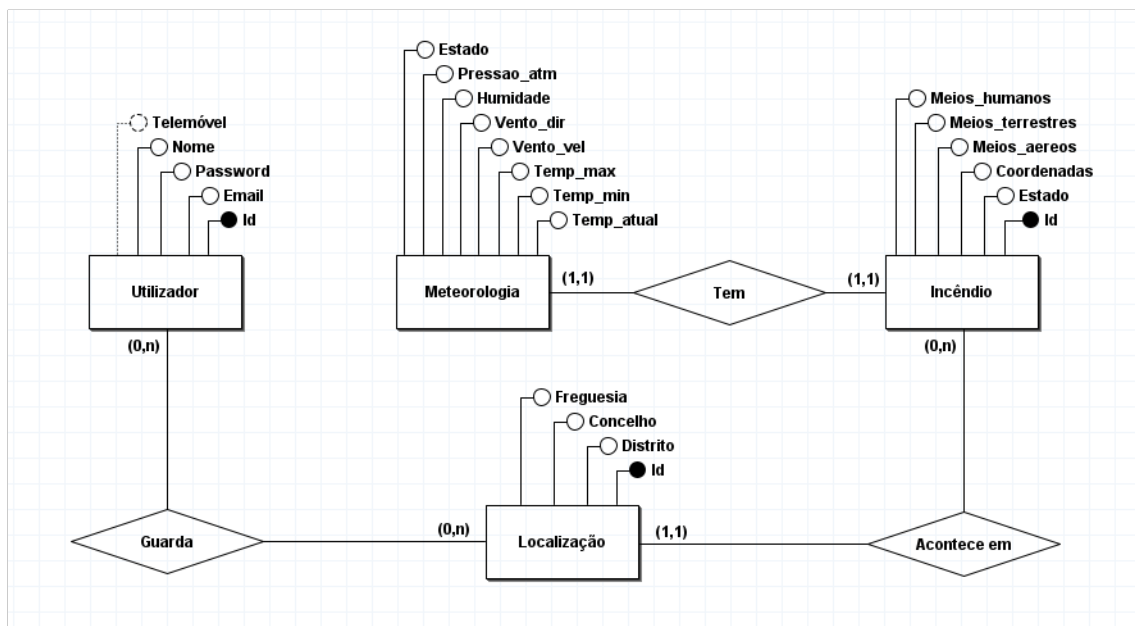 Telemóvel
Nome
Password
Email
Id
Utilizador
(0,n)
Estado
Pressao_atm
Humidade
Vento_dir
Vento_vel
Temp_max
Temp_min
Temp_atual
Meteorologia
(1,1)
Tem
(1,1)
Meios_humanos
Meios_terrestres
Meios_aereos
Coordenadas
Estado
Id
Incêndio
(0,n)
Freguesia
Concelho
Distrito
Id
Guarda
(0,n)
Localização
(1,1)
Acontece em